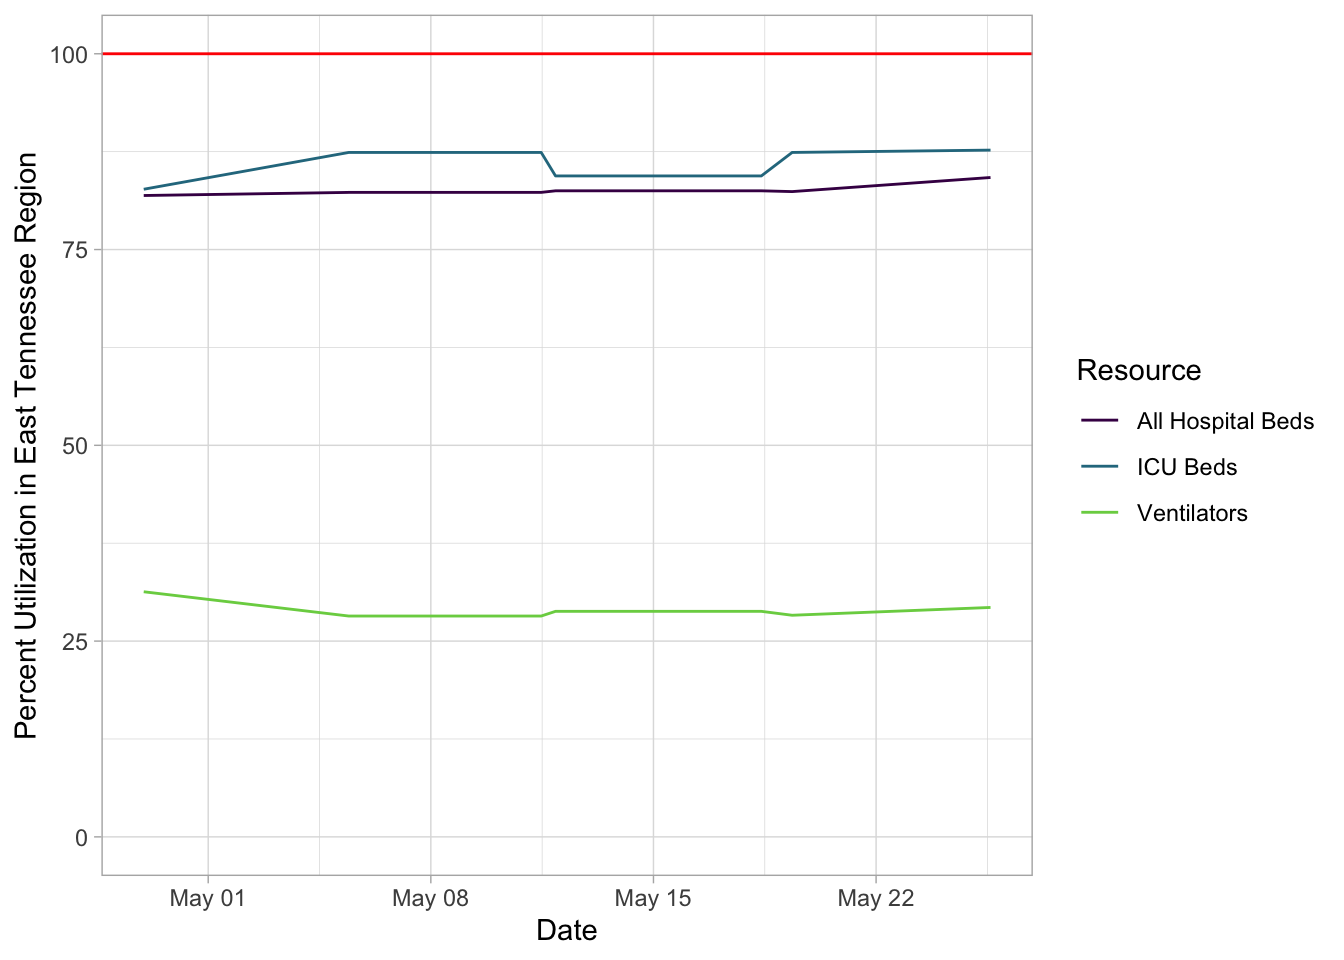 Percent Utilization in East Tennessee Region
100
75
50
25
0
May 01
May 08
May 15
May 22
Date
Resource
All Hospital Beds
ICU Beds
Ventilators